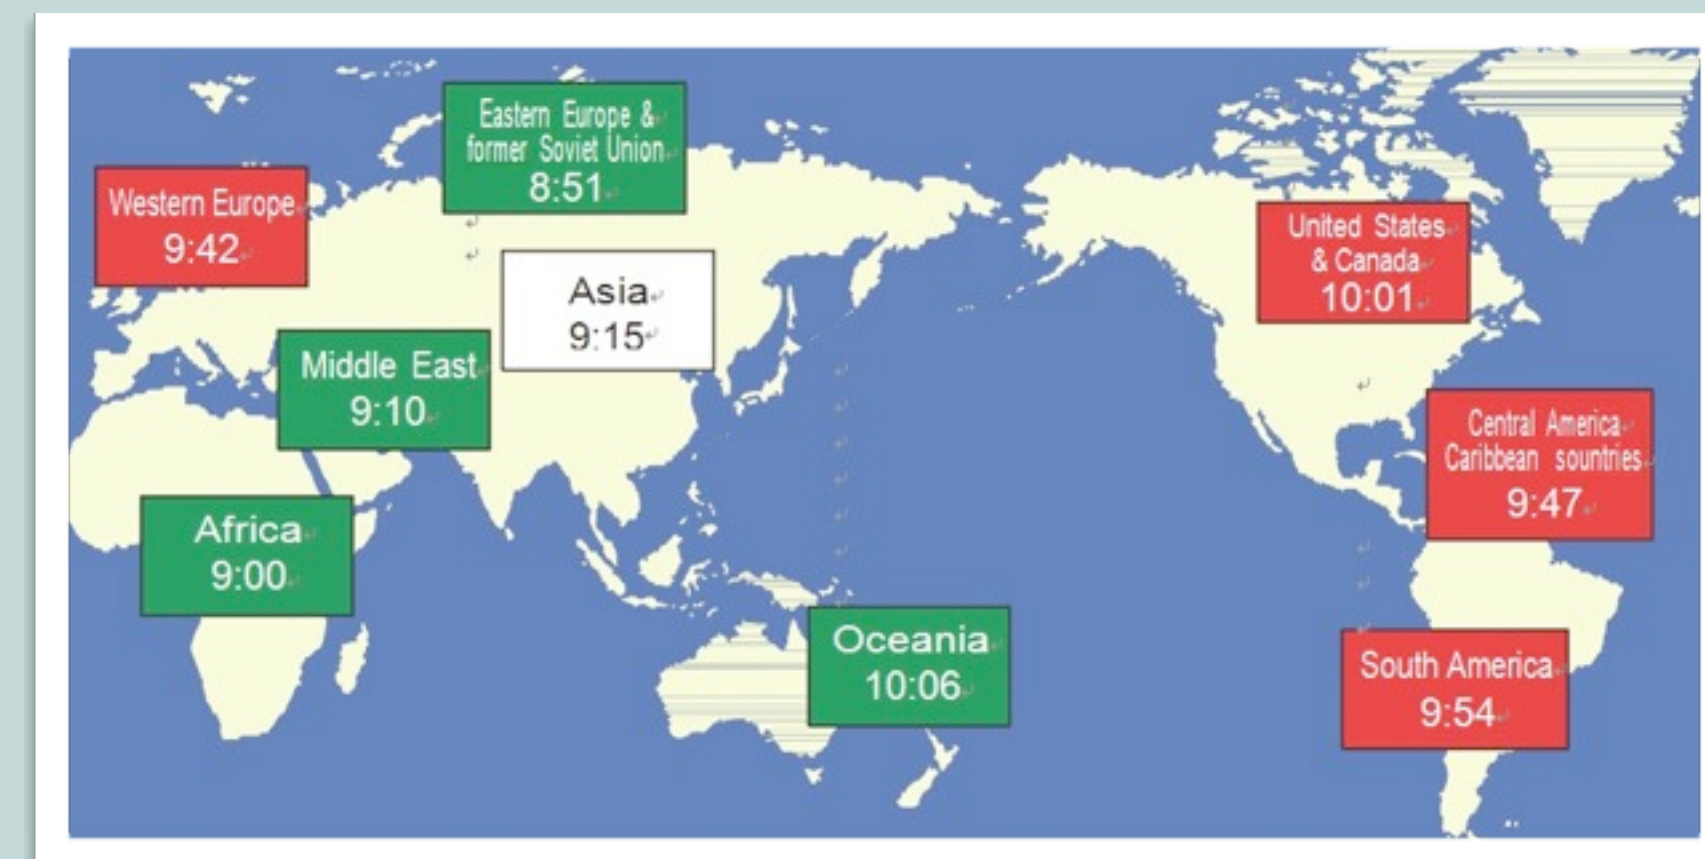 Eastern Europe &
former Soviet Union
8:51
Western Europe
9:42
United States
& Canada
10:01
Asia
9:15
Middle East
9:10
Central America
Caribbean sountries
9:47
Africa
9:00
Oceania
10:06
South America
9:54